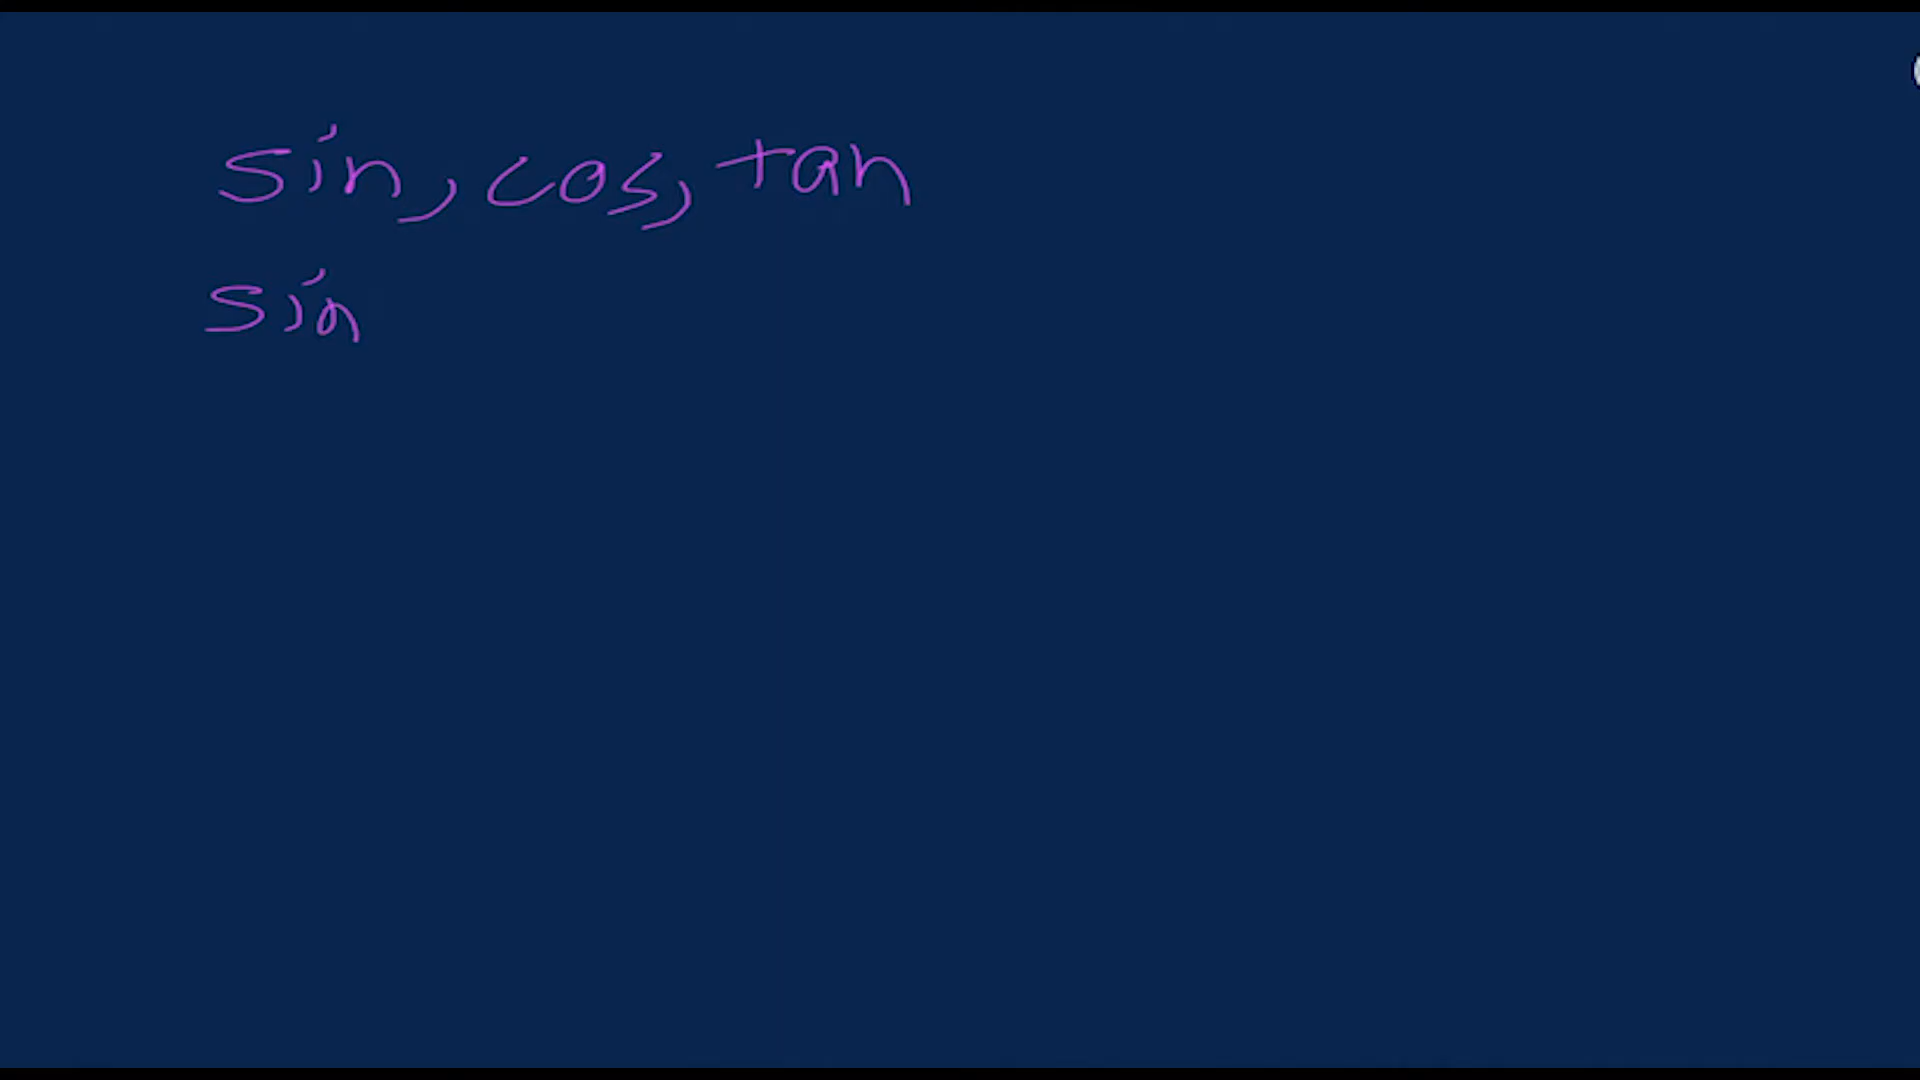 sin, cos, tan
sin